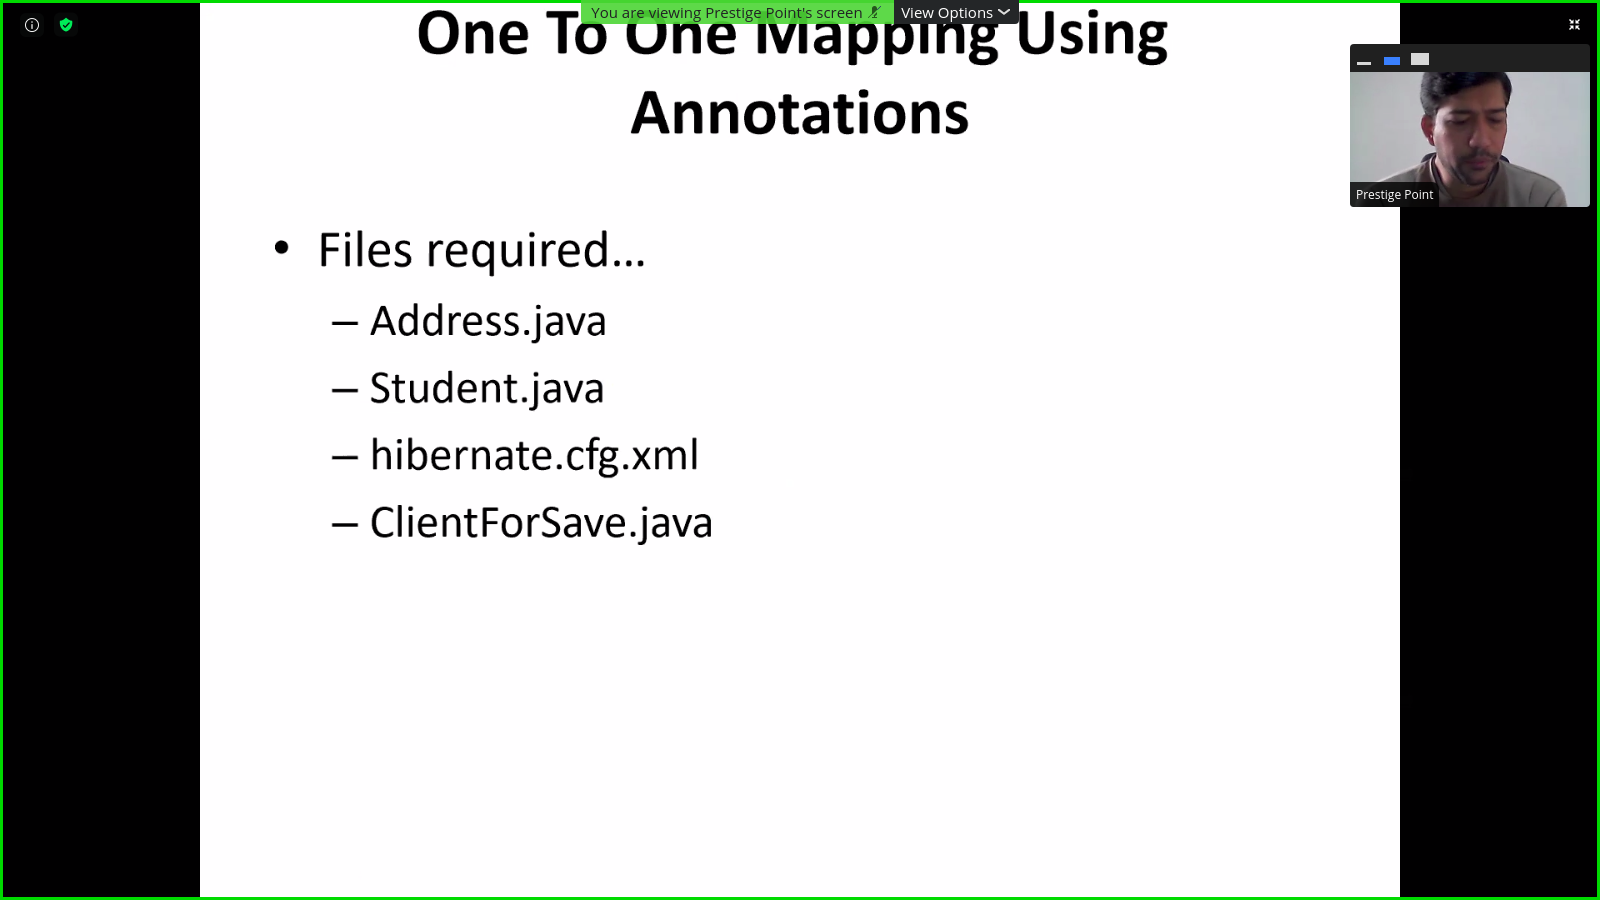 You are viewing Prestige Point's screen View Options
One To One Mapping Using
Annotations
Prestige Point
• Files required...
– Address.java
– Student.java
– hibernate.cfg.xml
– ClientForSave.java